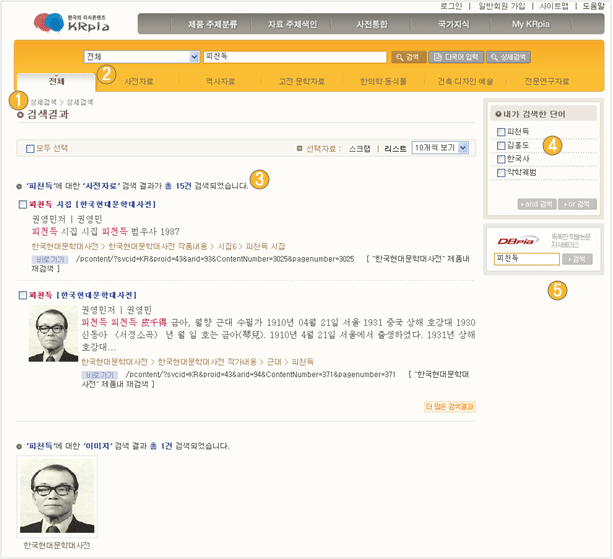 로그인 | 일반회원 가입 | 사이트맵 | 도움말
한국의 지식콘텐츠
KRpia
제품 주제분류
자료 주제색인
사전통합
국가지식
My KRpia
전체
피천득
검색
다국어 입력
상세검색
전체
②
사전자료
역사자료
고전·문학자료
한의학·동식물
건축·디자인·예술
전문연구자료
① 상세검색 > 상세검색
검색결과
모두 선택
선택자료 : 스크랩 | 리스트
10개씩 보기
'피천득'에 대한 '사전자료' 검색 결과가 총 15건 검색되었습니다. ③
피천득 시집 [한국현대문학대사전]
권영민저 | 권영민
피천득 시집 시집 피천득 범우사 1987
한국현대문학대사전 > 한국현대문학대사전 작품내용 > 시집6 > 피천득 시집
바로가기 /pcontent/?svcid=KR&proid=43&arid=93&ContentNumber=3025&pagenumber=3025 [ "한국현대문학대사전" 제품내
재검색 ]
피천득 [한국현대문학대사전]
권영민저 | 권영민
피천득 피천득 皮千得 금아, 월향 근대 수필가 1910년 04월 21일 서울 1931 중국 상해 호강대 1930
신동아 <서정소곡> 년 월 일 호는 금아(琴兒). 1910년 4월 21일 서울에서 출생하였다. 1931년 상해
호강대...
한국현대문학대사전 > 한국현대문학대사전 작가내용 > 근대 > 피천득
바로가기 /pcontent/?svcid=KR&proid=43&arid=94&ContentNumber=371&pagenumber=371 [ "한국현대문학대
사전" 제품내 재검색 ]
더 많은 검색결과
'피천득'에 대한 '이미지' 검색 결과 총 1건 검색되었습니다.
한국현대문학대사전
내가 검색한 단어
피천득
김홍도
④
한국사
악학궤범
and 검색
or 검색
DBpia
똑똑한 학술논문
지식베이스
피천득
검색
⑤